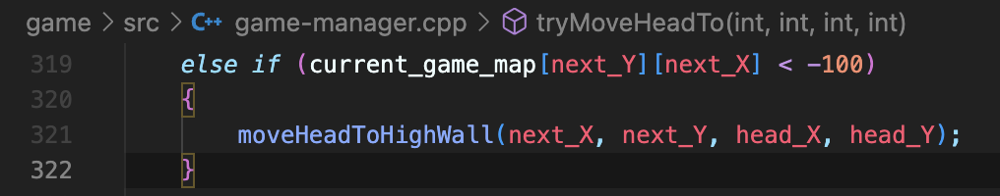 game > src > C++ game-manager.cpp > tryMoveHeadTo(int, int, int, int)
319 else if (current_game_map[next_Y][next_X] < -100)
320 {
321 moveHeadToHighWall(next_X, next_Y, head_X, head_Y);
322 }